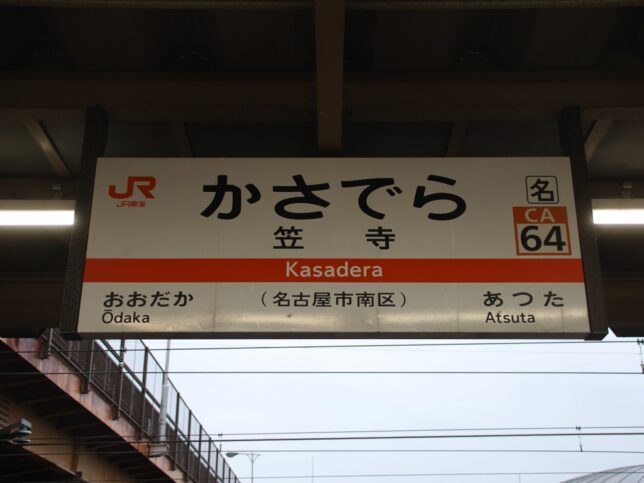 JR
JR東海
かさでら
笠寺
名
CA
64
Kasadera
おおだか
Ōdaka
（名古屋市南区）
あつた
Atsuta